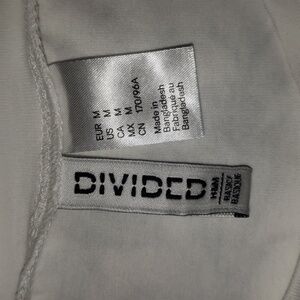 EUR M
US M
CA M
MX M
CN 170/96A
Made in
Bangladesh
Fabriqué au
Bangladesh
DIVIDED
H&M